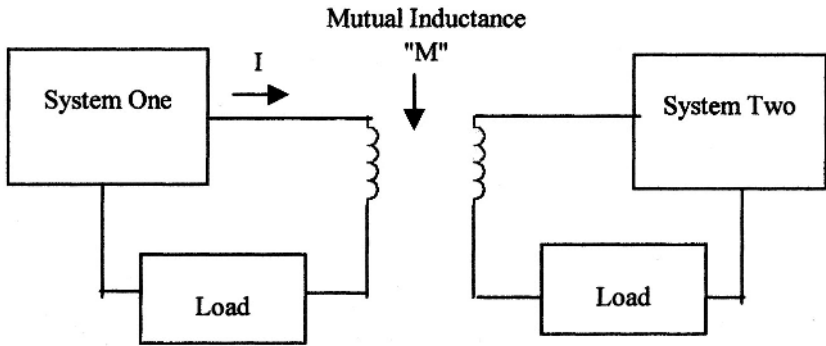 Mutual Inductance
"M"
I
System One
System Two
Load
Load